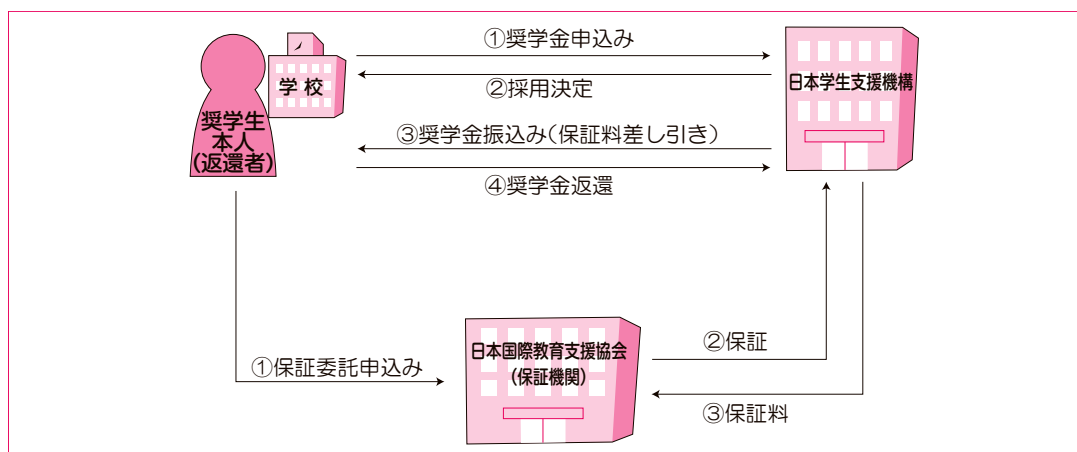 ①奨学金申込み
学校
日本学生支援機構
②採用決定
奨学生
本人
(返還者)
③奨学金振込み(保証料差し引き)
④奨学金返還
②保証
日本国際教育支援協会
(保証機関)
①保証委託申込み
③保証料